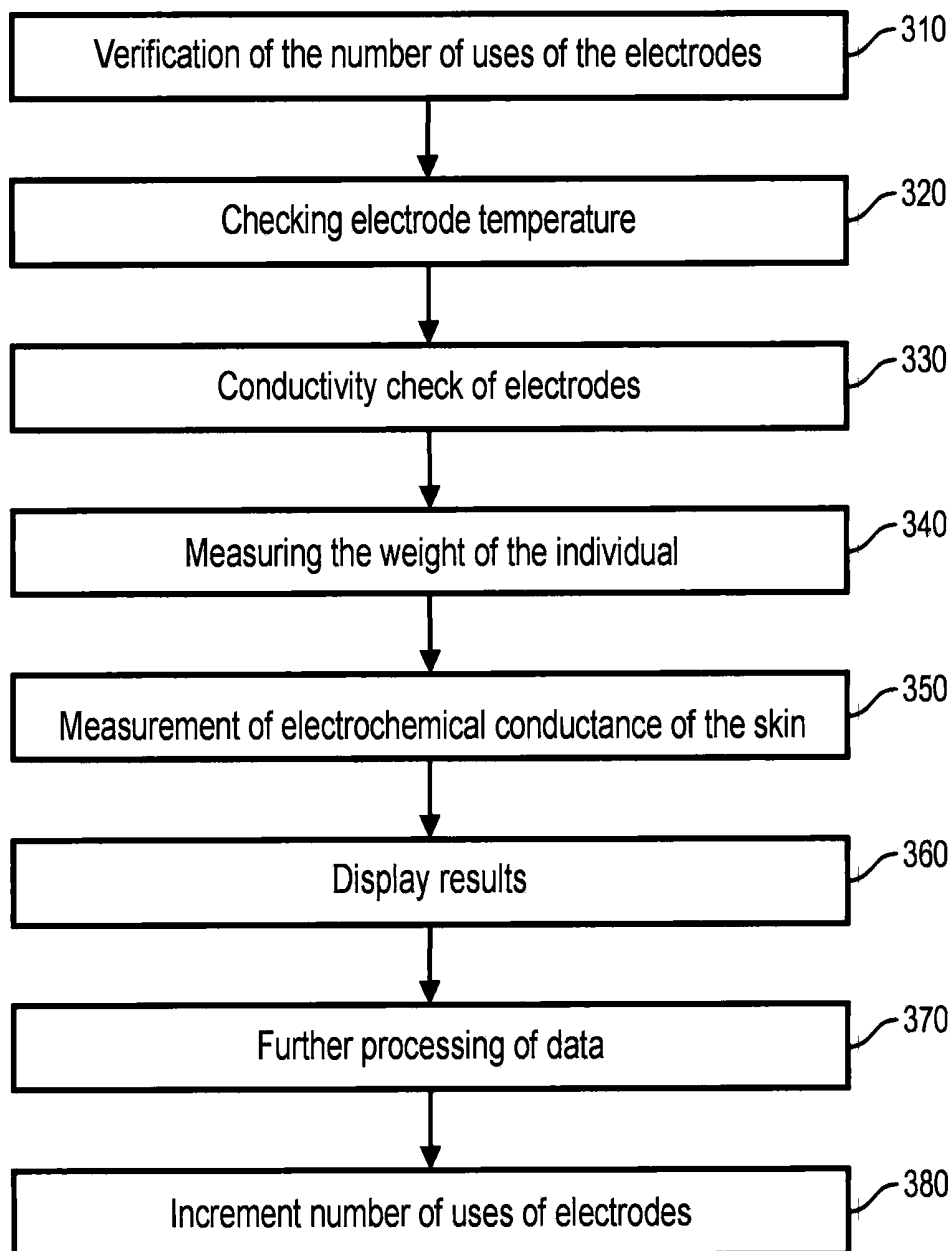 Verification of the number of uses of the electrodes 310
Checking electrode temperature 320
Conductivity check of electrodes 330
Measuring the weight of the individual 340
Measurement of electrochemical conductance of the skin 350
Display results 360
Further processing of data 370
Increment number of uses of electrodes 380